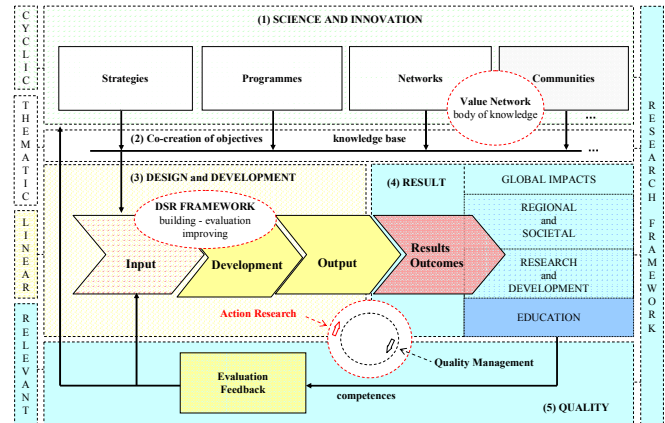 (1) SCIENCE AND INNOVATION
CYCLIC
Strategies
Programmes
Networks
Communities
Value Network
body of knowledge
...
THEMATIC
(2) Co-creation of objectives
knowledge base
...
(3) DESIGN and DEVELOPMENT
(4) RESULT
GLOBAL IMPACTS
LINEAR
DSR FRAMEWORK
building - evaluation
improving
REGIONAL
and
SOCIETAL
Input
Development
Output
Results
Outcomes
RESEARCH
and
DEVELOPMENT
RELEVANT
Action Research
EDUCATION
Quality Management
Evaluation
Feedback
competences
(5) QUALITY
RESEARCH FRAMEWORK